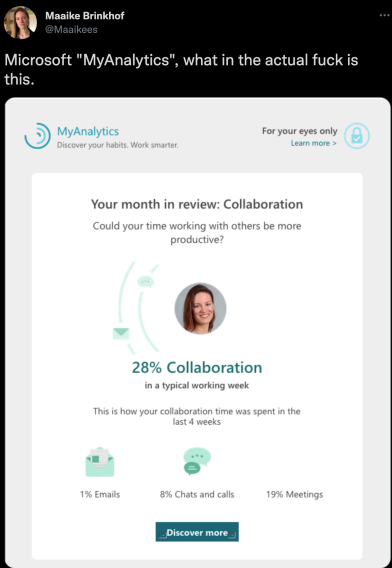 Maaike Brinkhof
@Maaikees
Microsoft "MyAnalytics", what in the actual fuck is
this.
MyAnalytics
Discover your habits. Work smarter.
For your eyes only
Learn more >
Your month in review: Collaboration
Could your time working with others be more
productive?
28% Collaboration
in a typical working week
This is how your collaboration time was spent in the
last 4 weeks
1% Emails
8% Chats and calls
19% Meetings
Discover more